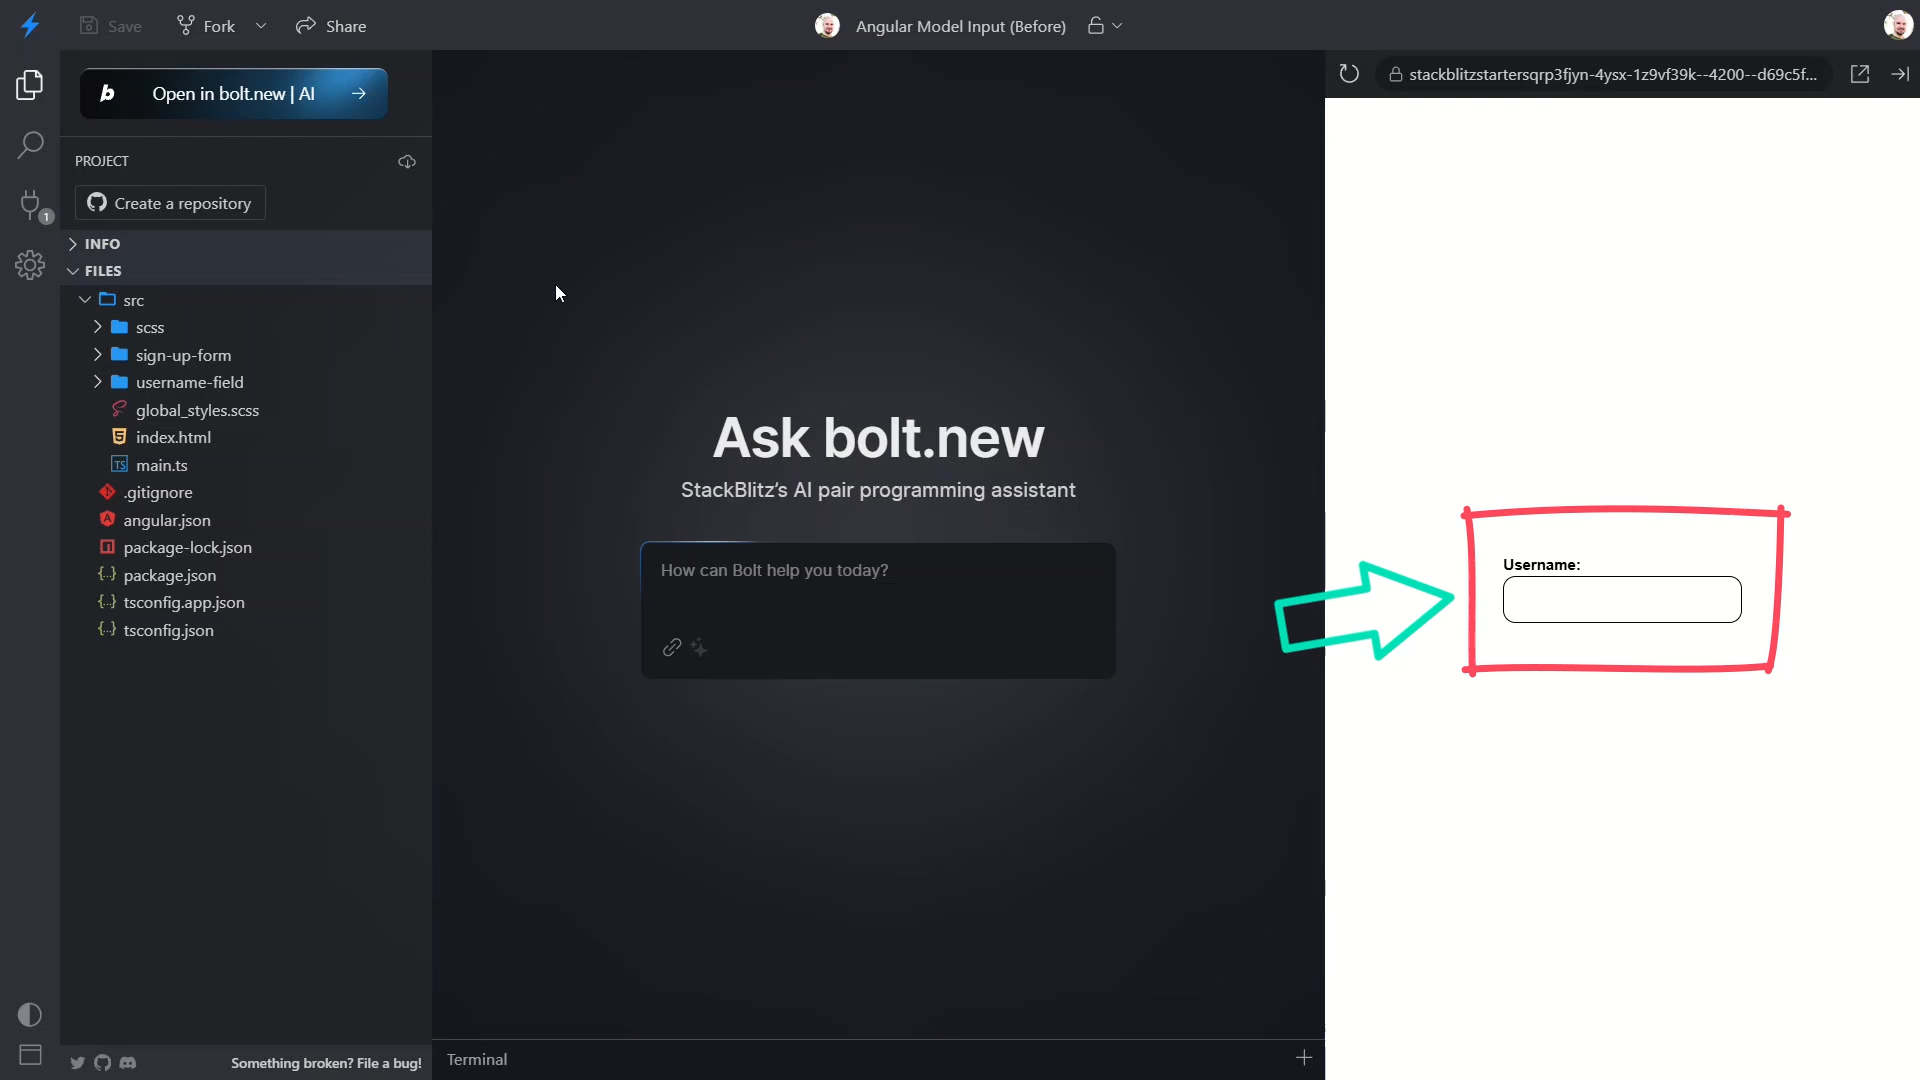 Save
Fork
Share
Angular Model Input (Before)
b Open in bolt.new | AI
stackblitzstartersqrp3fjyn-4ysx-1z9vf39k--4200--d69c5f...
PROJECT
Create a repository
1
INFO
FILES
src
scss
sign-up-form
username-field
global_styles.scss
5 index.html
TS main.ts
.gitignore
A angular.json
package-lock.json
{..} package.json
{..} tsconfig.app.json
{..} tsconfig.json
Ask bolt.new
StackBlitz's AI pair programming assistant
How can Bolt help you today?
Username:
Something broken? File a bug!
Terminal